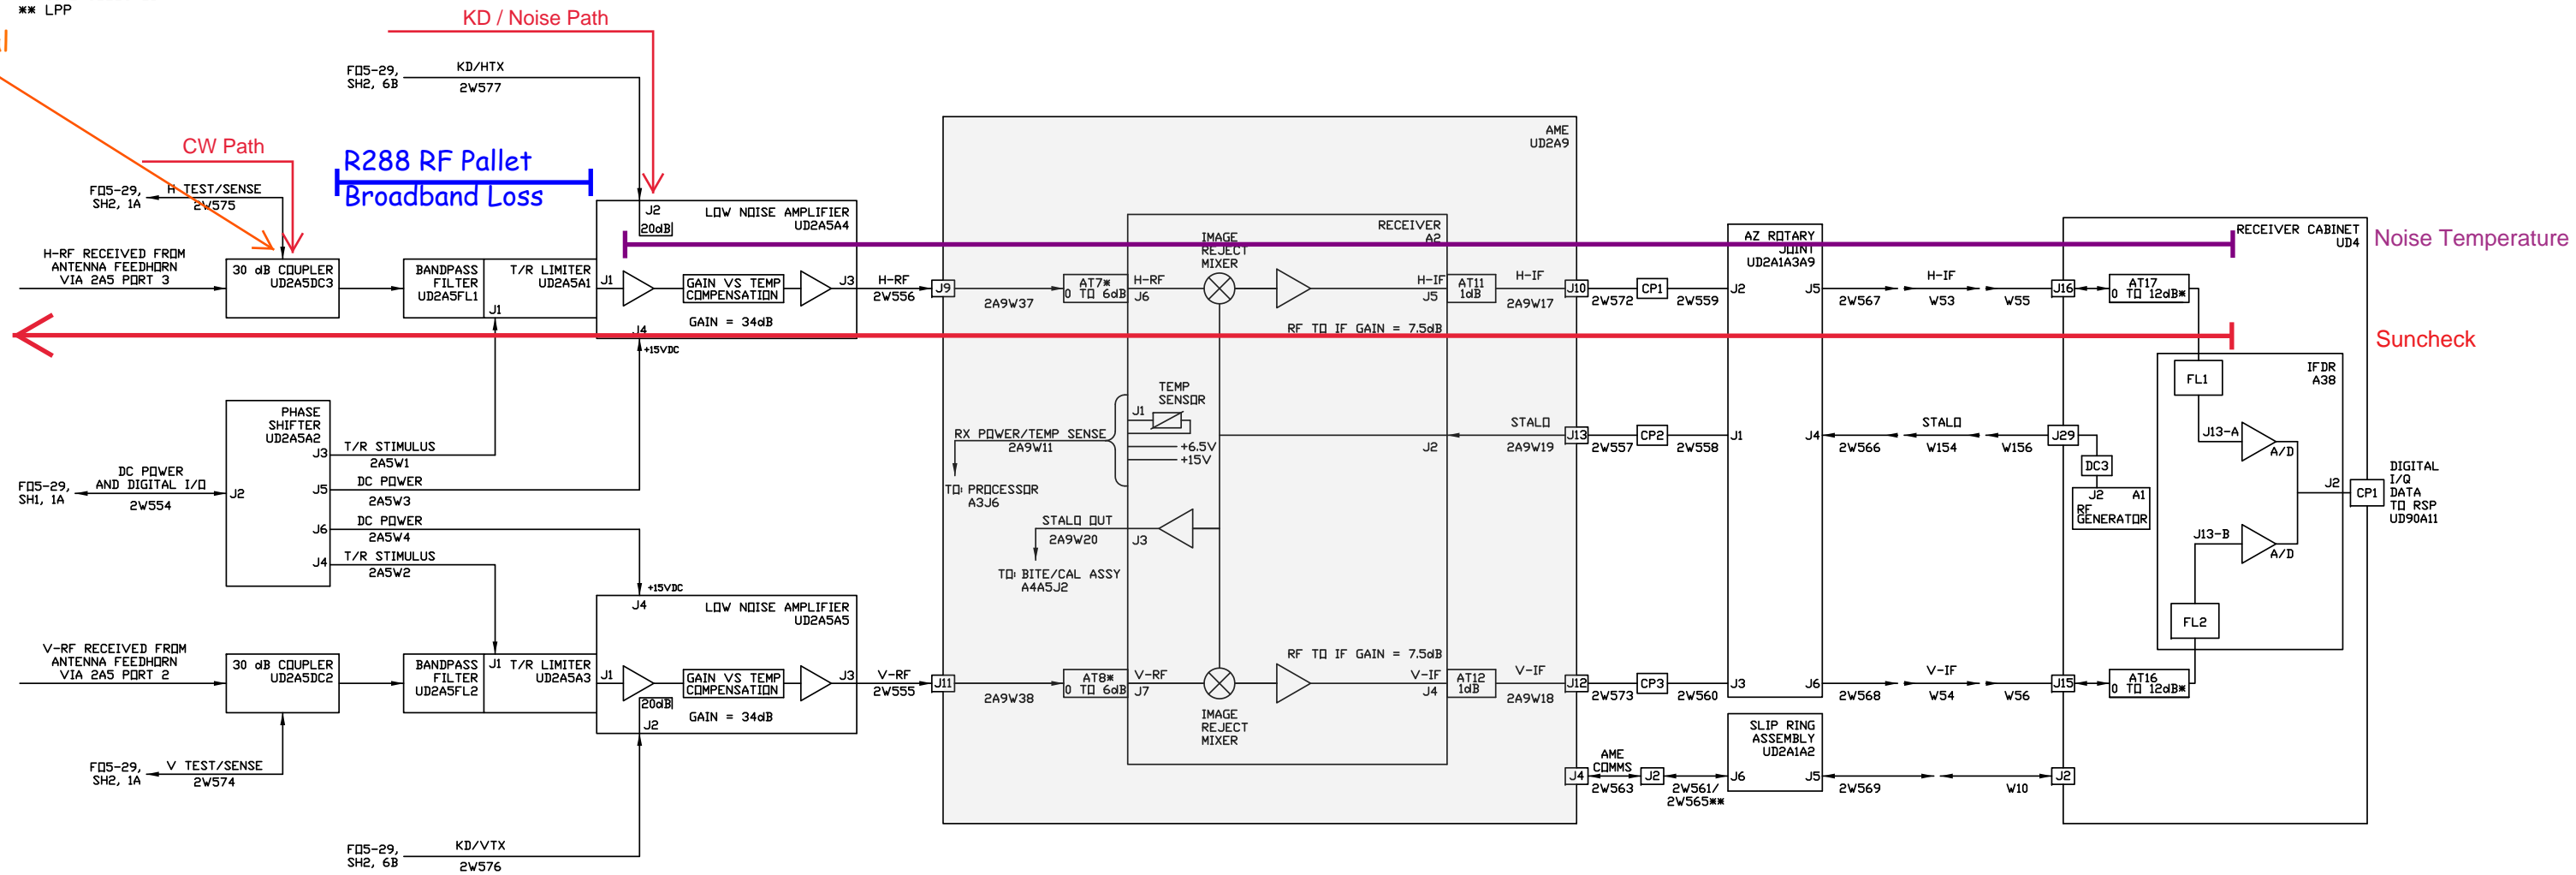 ** LPP
KD / Noise Path
FO5-29,
SH2, 6B
KD/HTX
2W577
CW Path
R288 RF Pallet
Broadband Loss
FO5-29,
SH2, 1A
H TEST/SENSE
2W575
H-RF RECEIVED FROM
ANTENNA FEEDHORN
VIA 2A5 PORT 3
30 dB COUPLER
UD2A5DC3
BANDPASS
FILTER
UD2A5FL1
J1
T/R LIMITER
UD2A5A1
J2
20dB
LOW NOISE AMPLIFIER
UD2A5A4
J1
GAIN VS TEMP
COMPENSATION
GAIN = 34dB
J3
J4
+15VDC
H-RF
2W556
AME
UD2A9
J9
2A9W37
AT7*
0 TO 6dB
H-RF
J6
IMAGE
REJECT
MIXER
RECEIVER
A2
H-IF
J5
RF TO IF GAIN = 7.5dB
AT11
1dB
H-IF
2A9W17
J10
2W572
CP1
2W559
AZ ROTARY
JOINT
UD2A1A3A9
J2
J5
2W567
H-IF
W53
W55
J16
RECEIVER CABINET
UD4
AT17
0 TO 12dB*
Noise Temperature
Suncheck
IFDR
A38
FL1
J13-A
A/D
PHASE
SHIFTER
UD2A5A2
J3
T/R STIMULUS
2A5W1
J5
DC POWER
2A5W3
J6
DC POWER
2A5W4
J4
T/R STIMULUS
2A5W2
FO5-29,
SH1, 1A
DC POWER
AND DIGITAL I/O
2W554
J2
TEMP
SENSOR
J1
+6.5V
+15V
RX POWER/TEMP SENSE
2A9W11
TO: PROCESSOR
A3J6
STALO OUT
2A9W20
J3
TO: BITE/CAL ASSY
A4A5J2
J2
STALO
2A9W19
J13
2W557
CP2
2W558
J1
J4
2W566
STALO
W154
W156
J29
DC3
J2 A1
RF
GENERATOR
J2
CP1
DIGITAL
I/Q
DATA
TO RSP
UD90A11
J13-B
A/D
FL2
V-RF RECEIVED FROM
ANTENNA FEEDHORN
VIA 2A5 PORT 2
30 dB COUPLER
UD2A5DC2
BANDPASS
FILTER
UD2A5FL2
J1
T/R LIMITER
UD2A5A3
+15VDC
J4
LOW NOISE AMPLIFIER
UD2A5A5
J1
GAIN VS TEMP
COMPENSATION
20dB
J2
GAIN = 34dB
J3
V-RF
2W555
J11
2A9W38
AT8*
0 TO 6dB
V-RF
J7
IMAGE
REJECT
MIXER
RF TO IF GAIN = 7.5dB
V-IF
J4
AT12
1dB
V-IF
2A9W18
J12
2W573
CP3
2W560
J3
J6
2W568
V-IF
W54
W56
J15
AT16
0 TO 12dB*
FO5-29,
SH2, 1A
V TEST/SENSE
2W574
J4
AME
COMMS
2W563
J2
2W561/
2W565**
SLIP RING
ASSEMBLY
UD2A1A2
J6
J5
2W569
W10
J2
FO5-29,
SH2, 6B
KD/VTX
2W576